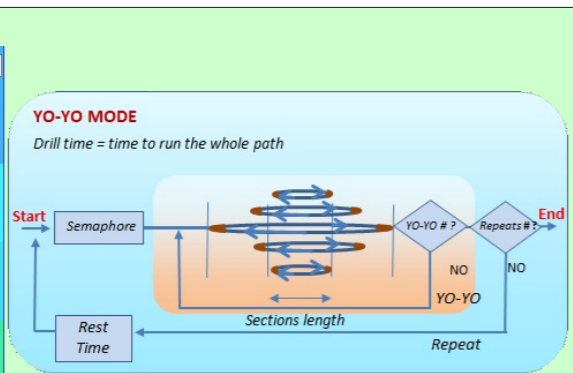 YO-YO MODE
Drill time = time to run the whole path
Start
Semaphore
YO-YO # ?
Repeats # ?
End
NO
NO
YO-YO
Sections length
Rest
Time
Repeat